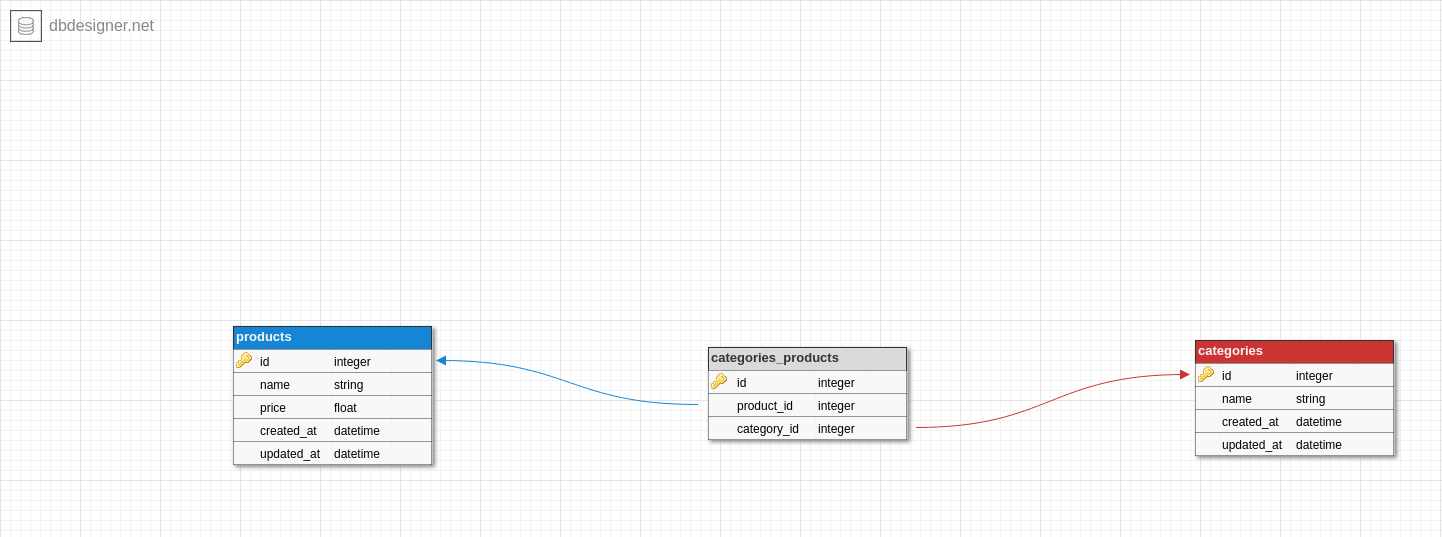 dbdesigner.net
products
id integer
name string
price float
created_at datetime
updated_at datetime
categories_products
id integer
product_id integer
category_id integer
categories
id integer
name string
created_at datetime
updated_at datetime